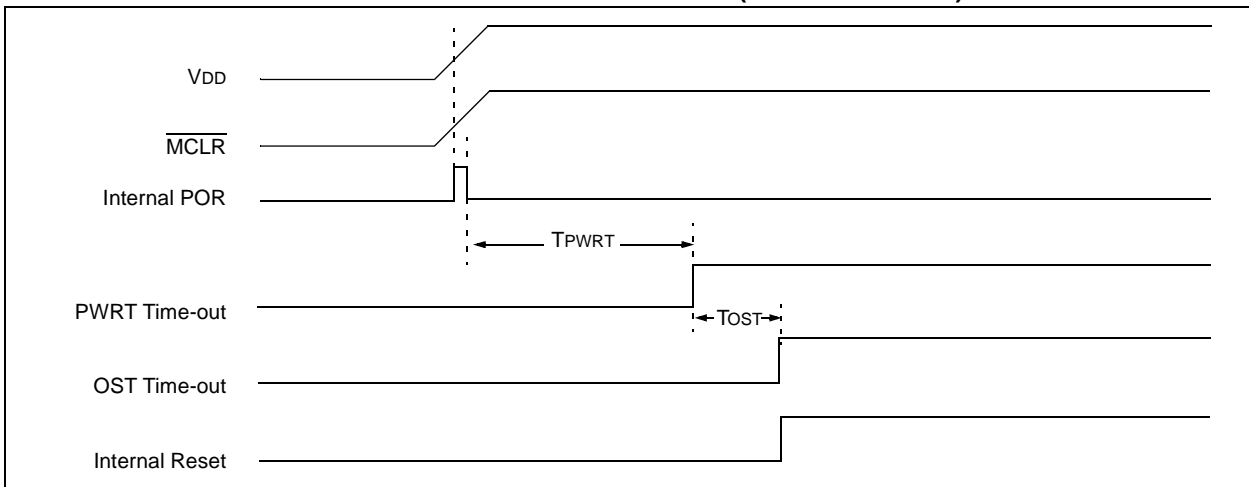 VDD
MCLR
Internal POR
TPWRT
PWRT Time-out
TOST
OST Time-out
Internal Reset